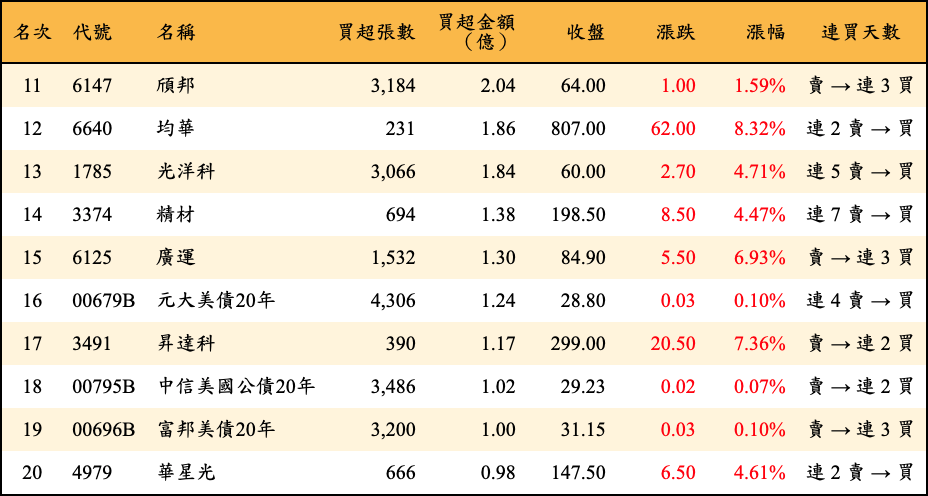 名次 代號 名稱 買超張數 買超金額（億） 收盤 漲跌 漲幅 連買天數
11 6147 頎邦 3,184 2.04 64.00 1.00 1.59% 賣→連3買
12 6640 均華 231 1.86 807.00 62.00 8.32% 連2賣→買
13 1785 光洋科 3,066 1.84 60.00 2.70 4.71% 連5賣→買
14 3374 精材 694 1.38 198.50 8.50 4.47% 連7賣→買
15 6125 廣運 1,532 1.30 84.90 5.50 6.93% 賣→連3買
16 00679B 元大美債20年 4,306 1.24 28.80 0.03 0.10% 連4賣→買
17 3491 昇達科 390 1.17 299.00 20.50 7.36% 賣→連2買
18 00795B 中信美國公債20年 3,486 1.02 29.23 0.02 0.07% 賣→連2買
19 00696B 富邦美債20年 3,200 1.00 31.15 0.03 0.10% 賣→連3買
20 4979 華星光 666 0.98 147.50 6.50 4.61% 連2賣→買